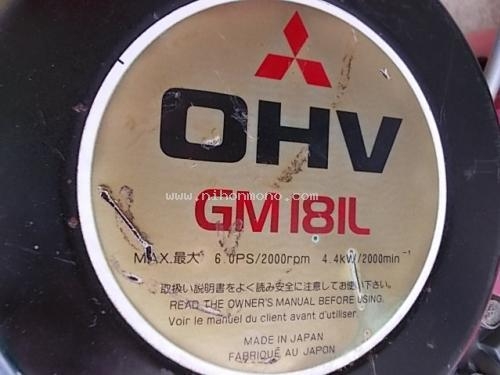 OHV
www.nihonmono.com
GM181L
MAX.最大 6.0PS/2000rpm 4.4kW/2000min⁻¹
取扱い説明書をよく読み安全に注意してお使い下さい。
READ THE OWNER'S MANUAL BEFORE USING.
Voir le manuel du client avant d'utiliser.
MADE IN JAPAN
FABRIQUÉ AU JAPON